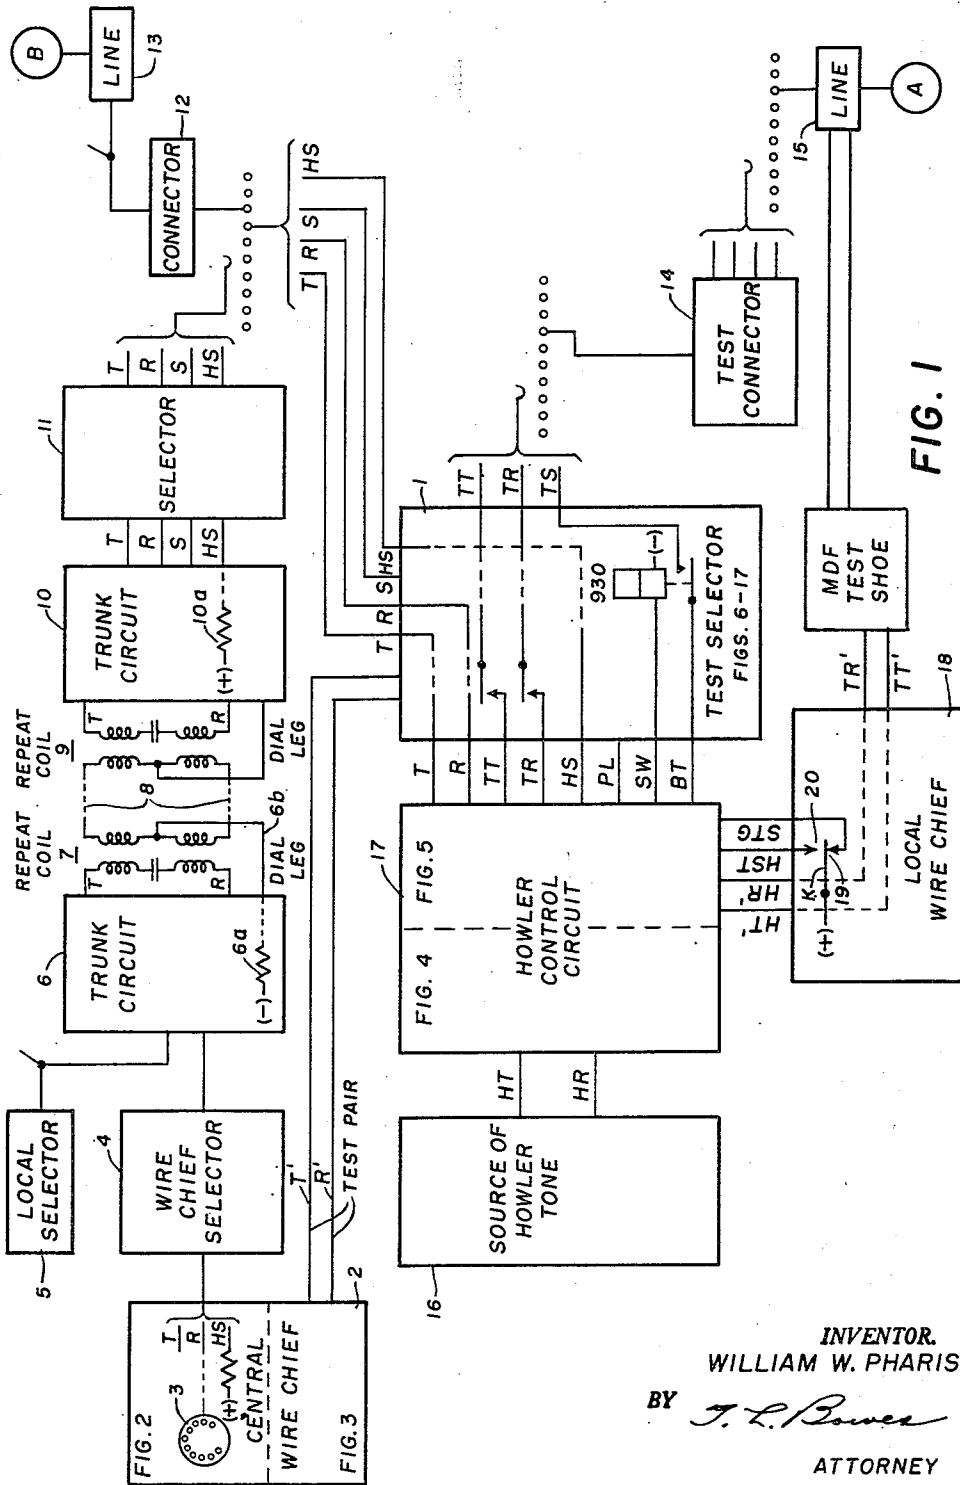 B
LINE
13
12
CONNECTOR
HS
S
R
T
T
R
S
HS
11
SELECTOR
T
R
S
HS
10
TRUNK
CIRCUIT
10a
(+)
REPEAT
COIL
9
T
R
DIAL
LEG
8
REPEAT
COIL
7
T
R
6b
DIAL
LEG
6
TRUNK
CIRCUIT
6a
(-)
LOCAL
SELECTOR
5
4
WIRE
CHIEF
SELECTOR
T'
R'
TEST PAIR
2
FIG. 2
3
T
R
HS
(+)
CENTRAL
WIRE CHIEF
FIG. 3
15
LINE
A
14
TEST
CONNECTOR
FIG. 1
TT
TR
TS
1
T
R
S
HS
930
(-)
TEST SELECTOR
FIGS. 6-17
T
R
TT
TR
HS
PL
SW
BT
17
FIG. 4
FIG. 5
HOWLER
CONTROL
CIRCUIT
HT
HR
SOURCE OF
HOWLER
TONE
16
MDF
TEST
SHOE
TR'
TT'
18
STG
HST
HR'
HT'
20
K
19
(+)
LOCAL
WIRE CHIEF
INVENTOR.
WILLIAM W. PHARIS
BY T. L. Bowes
ATTORNEY